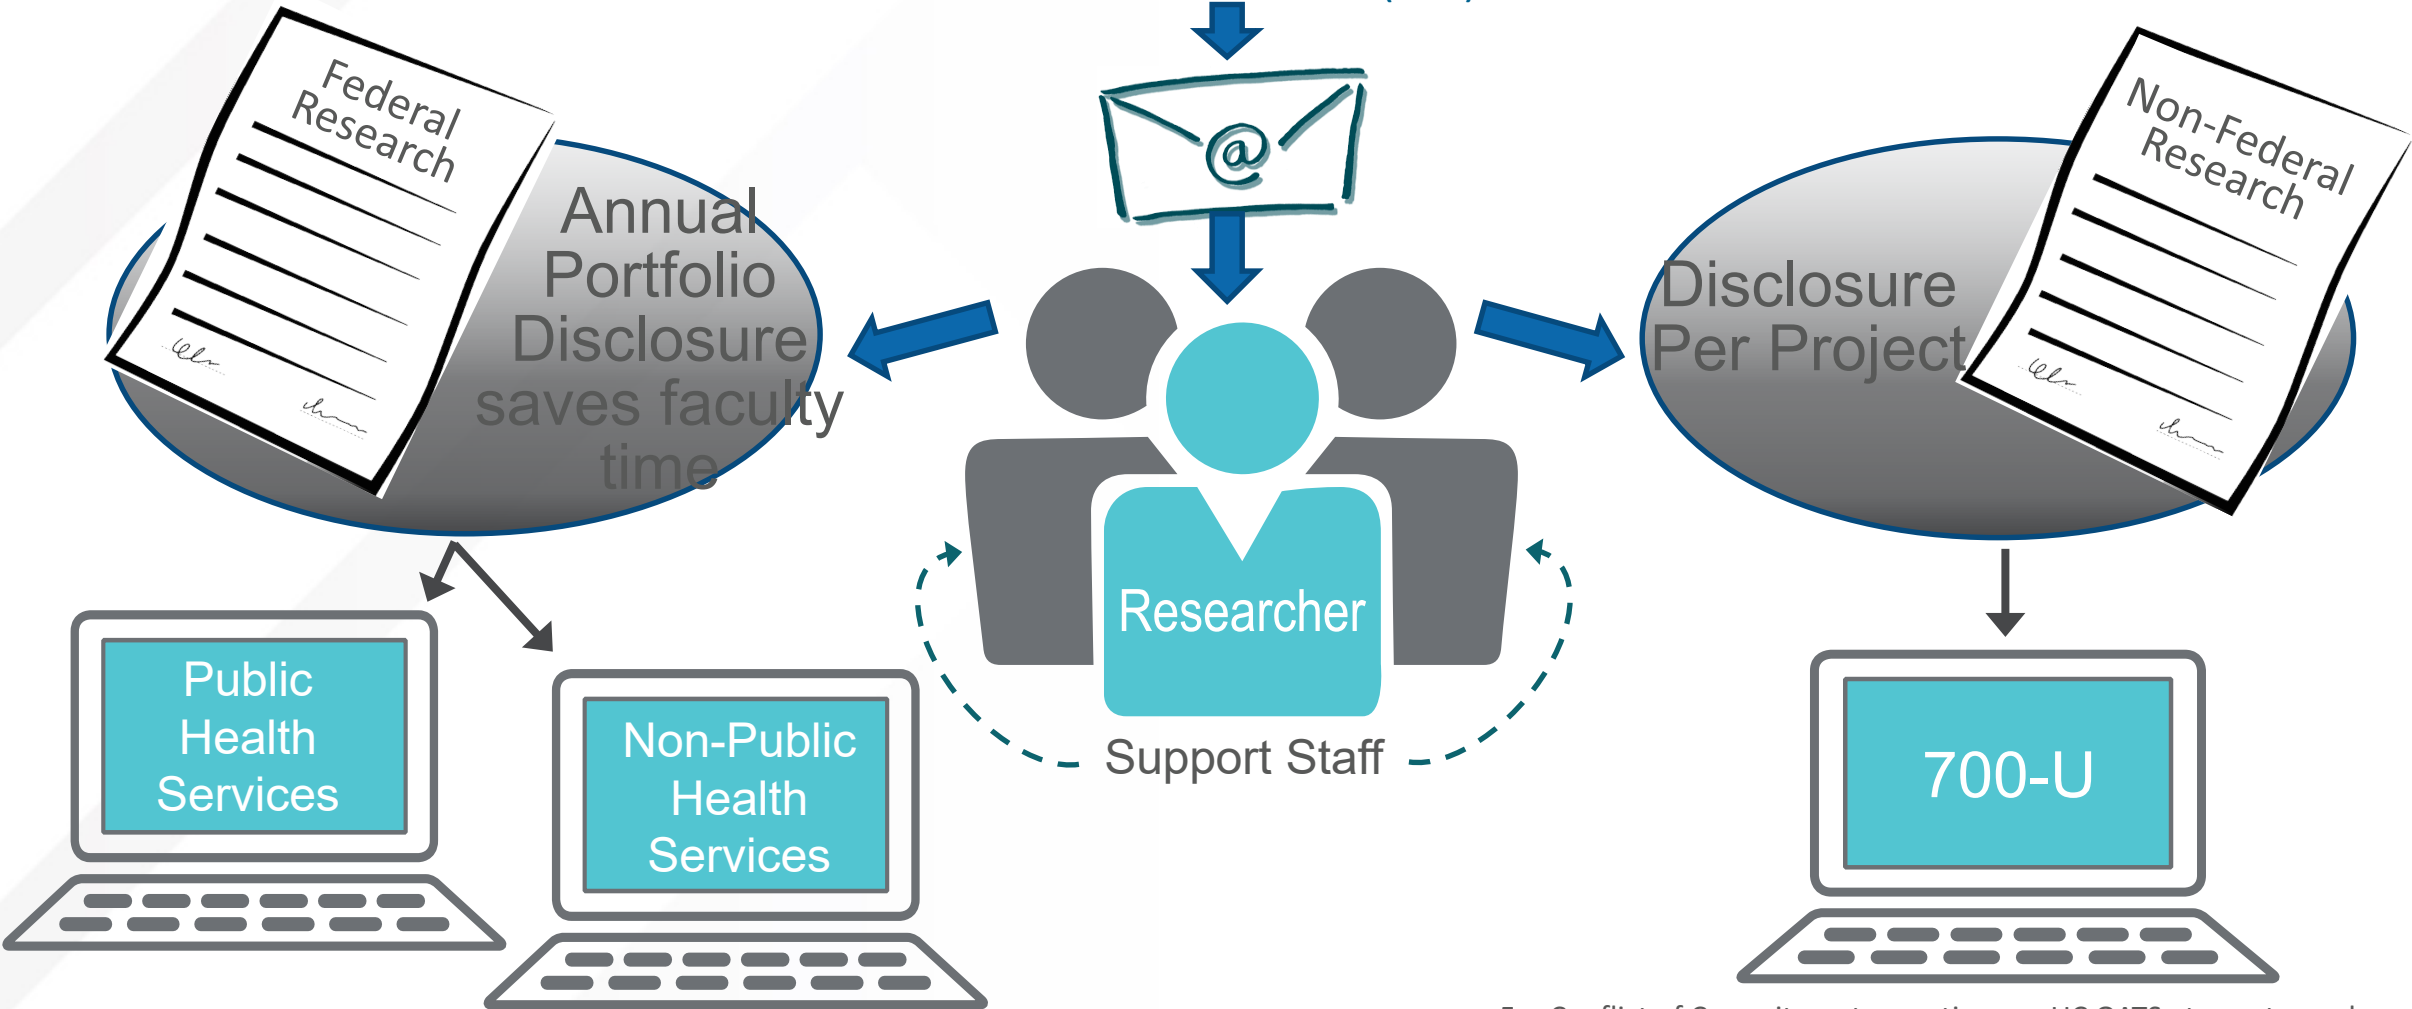 Federal
Research
Annual
Portfolio
Disclosure
saves faculty
time
@
Non-Federal
Research
Disclosure
Per Project
Researcher
Support Staff
Public
Health
Services
Non-Public
Health
Services
700-U